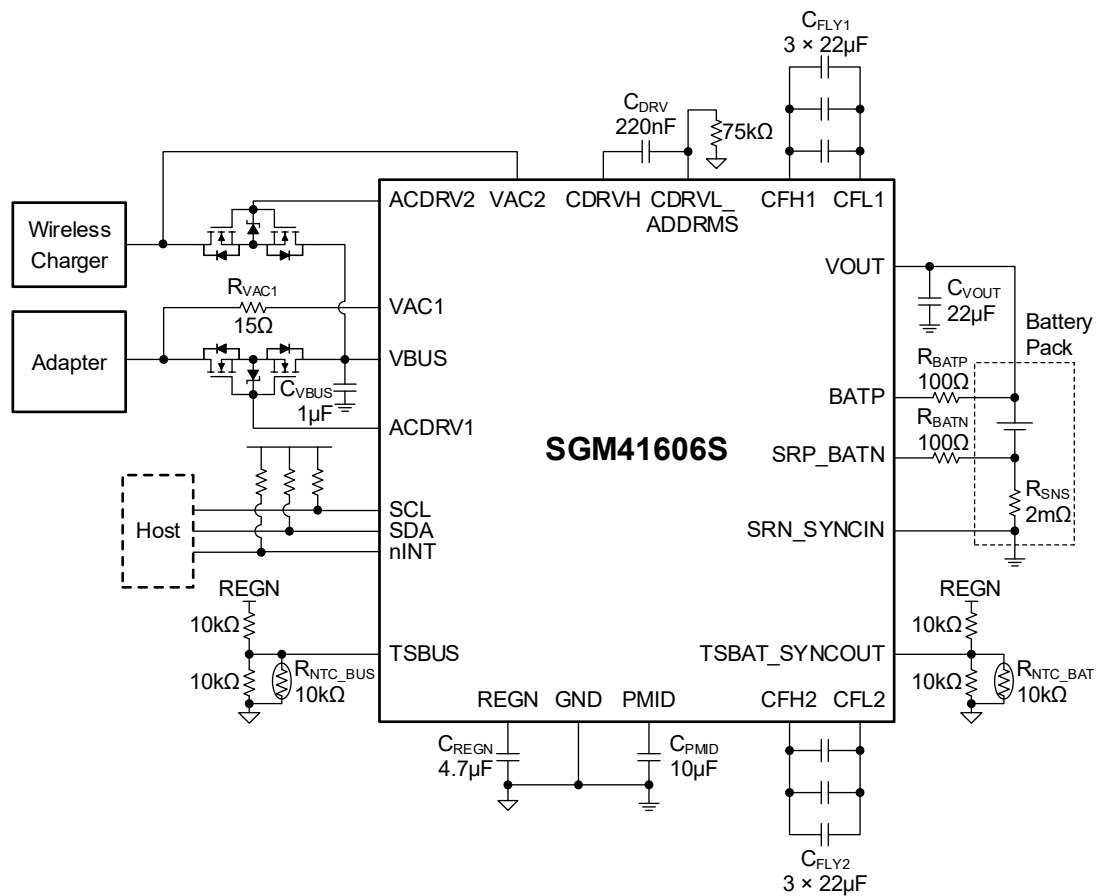 CFLY1
3 × 22µF
CDRV
220nF
75kΩ
ACDRV2
VAC2
CDRVH
CDRVL_
ADDRMS
CFH1
CFL1
Wireless
Charger
VOUT
RVAC1
15Ω
VAC1
CVOUT
22µF
Battery
Pack
Adapter
VBUS
CVBUS
1µF
RBATP
100Ω
BATP
ACDRV1
SGM41606S
RBATN
100Ω
SRP_BATN
RSNS
2mΩ
Host
SCL
SDA
nINT
SRN_SYNCIN
REGN
10kΩ
TSBUS
10kΩ
RNTC_BUS
10kΩ
REGN
10kΩ
TSBAT_SYNCOUT
10kΩ
RNTC_BAT
10kΩ
REGN
GND
PMID
CFH2
CFL2
CREGN
4.7µF
CPMID
10µF
CFLY2
3 × 22µF